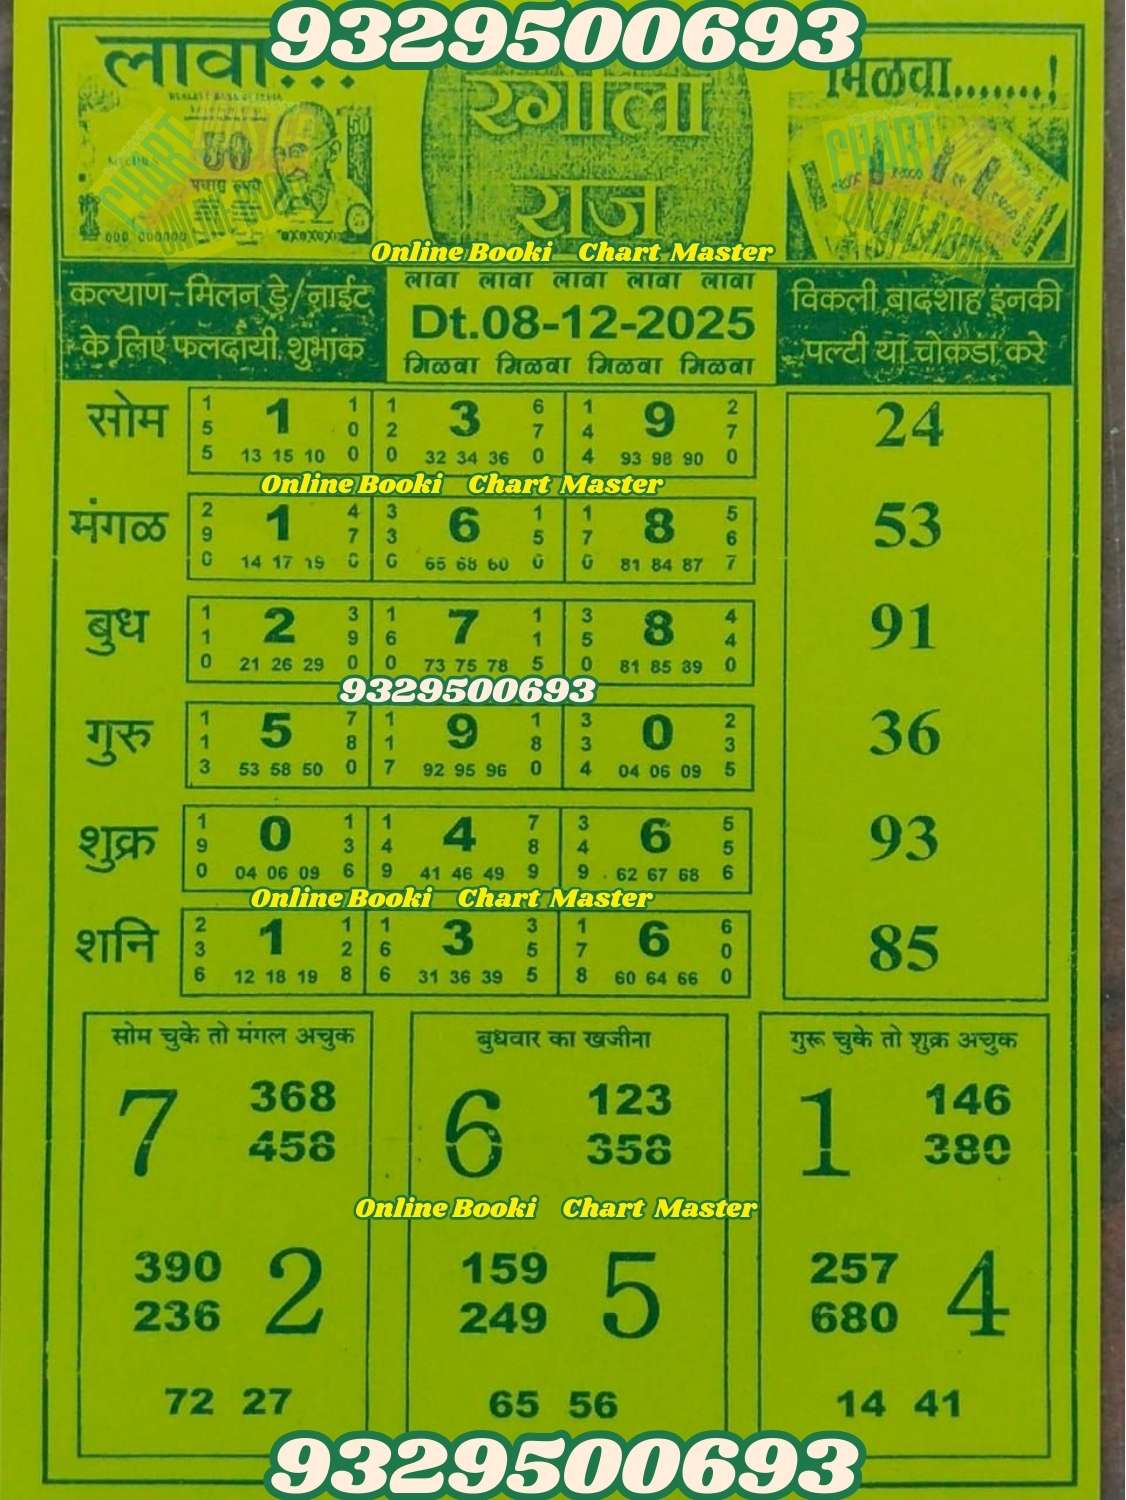 9329500693
लावा...
मिळवा.......!
रंगीला
राज
Online Booki Chart Master
लावा लावा लावा लावा लावा
Dt.08-12-2025
मिळवा मिळवा मिळवा मिळवा
कल्याण-मिलन डे/नाईट
के लिए फलदायी शुभांक
विकली बादशाह इनकी
पल्टी या चोकडा करे
सोम
1 1 1 1 3 6 1 9 2
5 0 2 7 4 7
5 13 15 10 0 0 32 34 36 0 4 93 98 90 0
24
Online Booki Chart Master
मंगळ
2 1 4 3 6 1 1 8 5
9 7 3 5 7 6
0 14 17 19 0 0 65 68 60 0 0 81 84 87 7
53
बुध
1 2 3 1 7 1 3 8 4
1 9 6 1 5 4
0 21 26 29 0 0 73 75 78 5 0 81 85 89 0
91
9329500693
गुरु
1 5 7 1 9 1 3 0 2
1 8 1 8 3 3
3 53 58 50 0 7 92 95 96 0 4 04 06 09 5
36
शुक्र
1 0 1 1 4 7 3 6 5
9 3 4 8 4 5
0 04 06 09 6 9 41 46 49 9 9 62 67 68 6
93
Online Booki Chart Master
शनि
2 1 1 1 3 3 1 6 6
3 2 6 5 7 0
6 12 18 19 8 6 31 36 39 5 8 60 64 66 0
85
सोम चुके तो मंगल अचुक
7 368
458
390 2
236
72 27
बुधवार का खजीना
6 123
358
159 5
249
65 56
गुरू चुके तो शुक्र अचुक
1 146
380
257 4
680
14 41
Online Booki Chart Master
9329500693